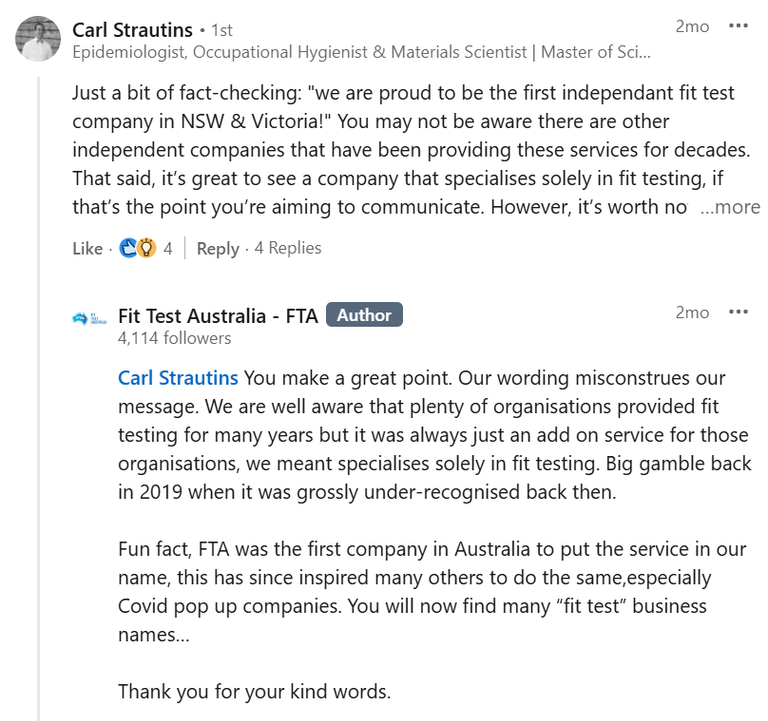 Carl Strautins • 1st
2mo •••
Epidemiologist, Occupational Hygienist & Materials Scientist | Master of Sci...
Just a bit of fact-checking: "we are proud to be the first independant fit test
company in NSW & Victoria!" You may not be aware there are other
independent companies that have been providing these services for decades.
That said, it's great to see a company that specialises solely in fit testing, if
that's the point you're aiming to communicate. However, it's worth no ...more
Like · 4 | Reply · 4 Replies
Fit Test Australia - FTA Author
2mo •••
4,114 followers
Carl Strautins You make a great point. Our wording misconstrues our
message. We are well aware that plenty of organisations provided fit
testing for many years but it was always just an add on service for those
organisations, we meant specialises solely in fit testing. Big gamble back
in 2019 when it was grossly under-recognised back then.
Fun fact, FTA was the first company in Australia to put the service in our
name, this has since inspired many others to do the same,especially
Covid pop up companies. You will now find many “fit test” business
names...
Thank you for your kind words.